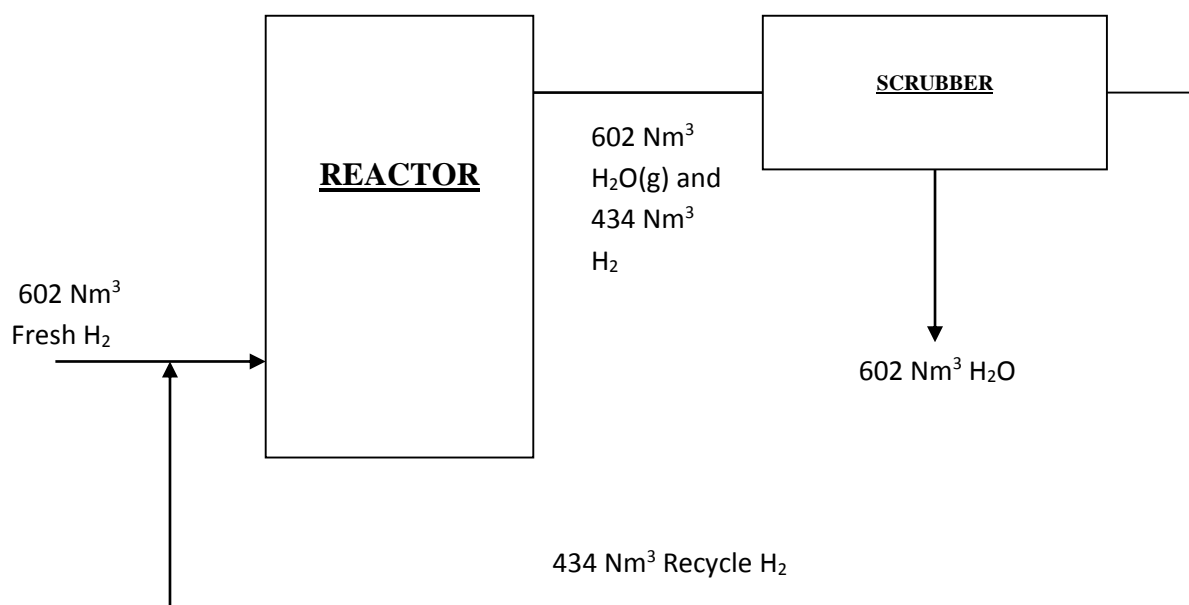 REACTOR
SCRUBBER
602 Nm³
H₂O(g) and
434 Nm³
H₂
602 Nm³
Fresh H₂
602 Nm³ H₂O
434 Nm³ Recycle H₂